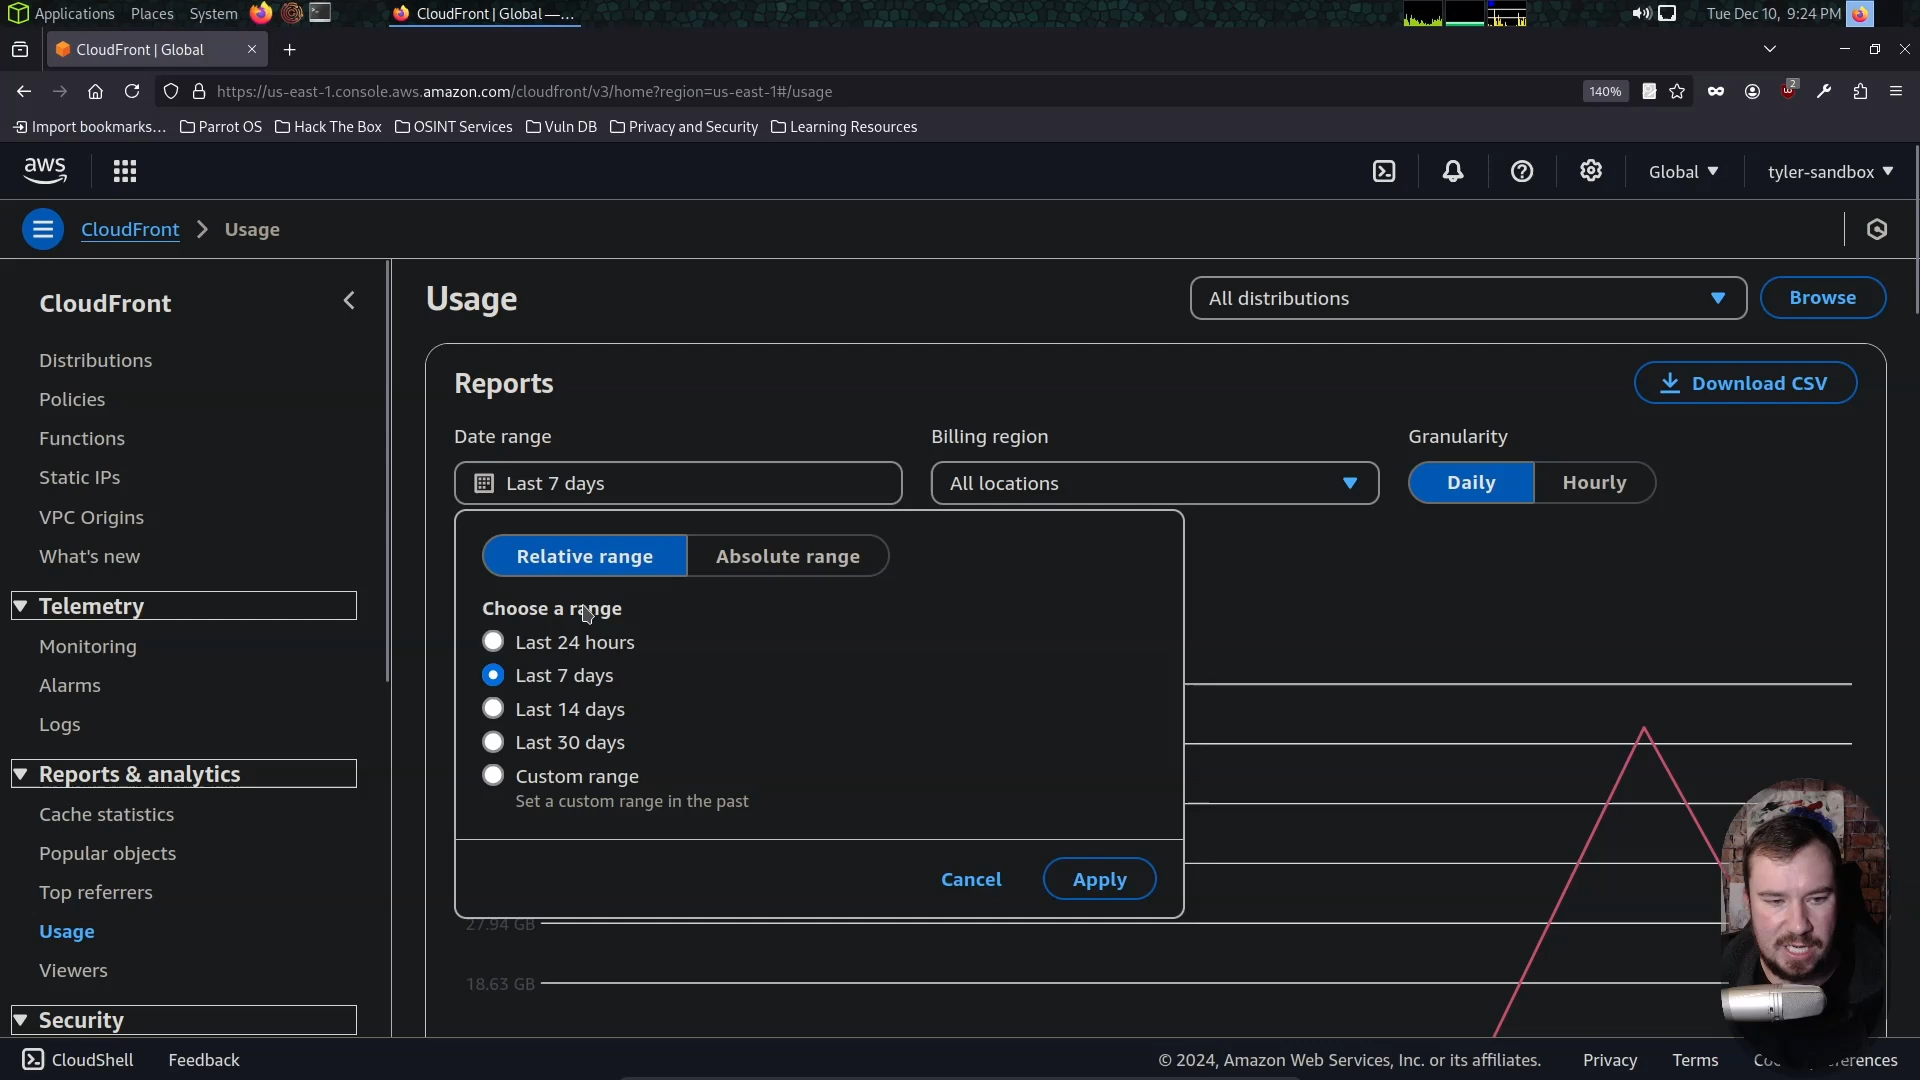 Applications Places System CloudFront | Global —... Tue Dec 10, 9:24 PM
CloudFront | Global
https://us-east-1.console.aws.amazon.com/cloudfront/v3/home?region=us-east-1#/usage 140% 2
Import bookmarks... Parrot OS Hack The Box OSINT Services Vuln DB Privacy and Security Learning Resources
aws Global tyler-sandbox
CloudFront Usage
CloudFront
Distributions
Policies
Functions
Static IPs
VPC Origins
What's new
Telemetry
Monitoring
Alarms
Logs
Reports & analytics
Cache statistics
Popular objects
Top referrers
Usage
Viewers
Security
Usage
All distributions Browse
Reports
Download CSV
Date range Billing region Granularity
Last 7 days All locations Daily Hourly
Relative range Absolute range
Choose a range
Last 24 hours
Last 7 days
Last 14 days
Last 30 days
Custom range
Set a custom range in the past
Cancel Apply
27.94 GB
18.63 GB
CloudShell Feedback © 2024, Amazon Web Services, Inc. or its affiliates. Privacy Terms